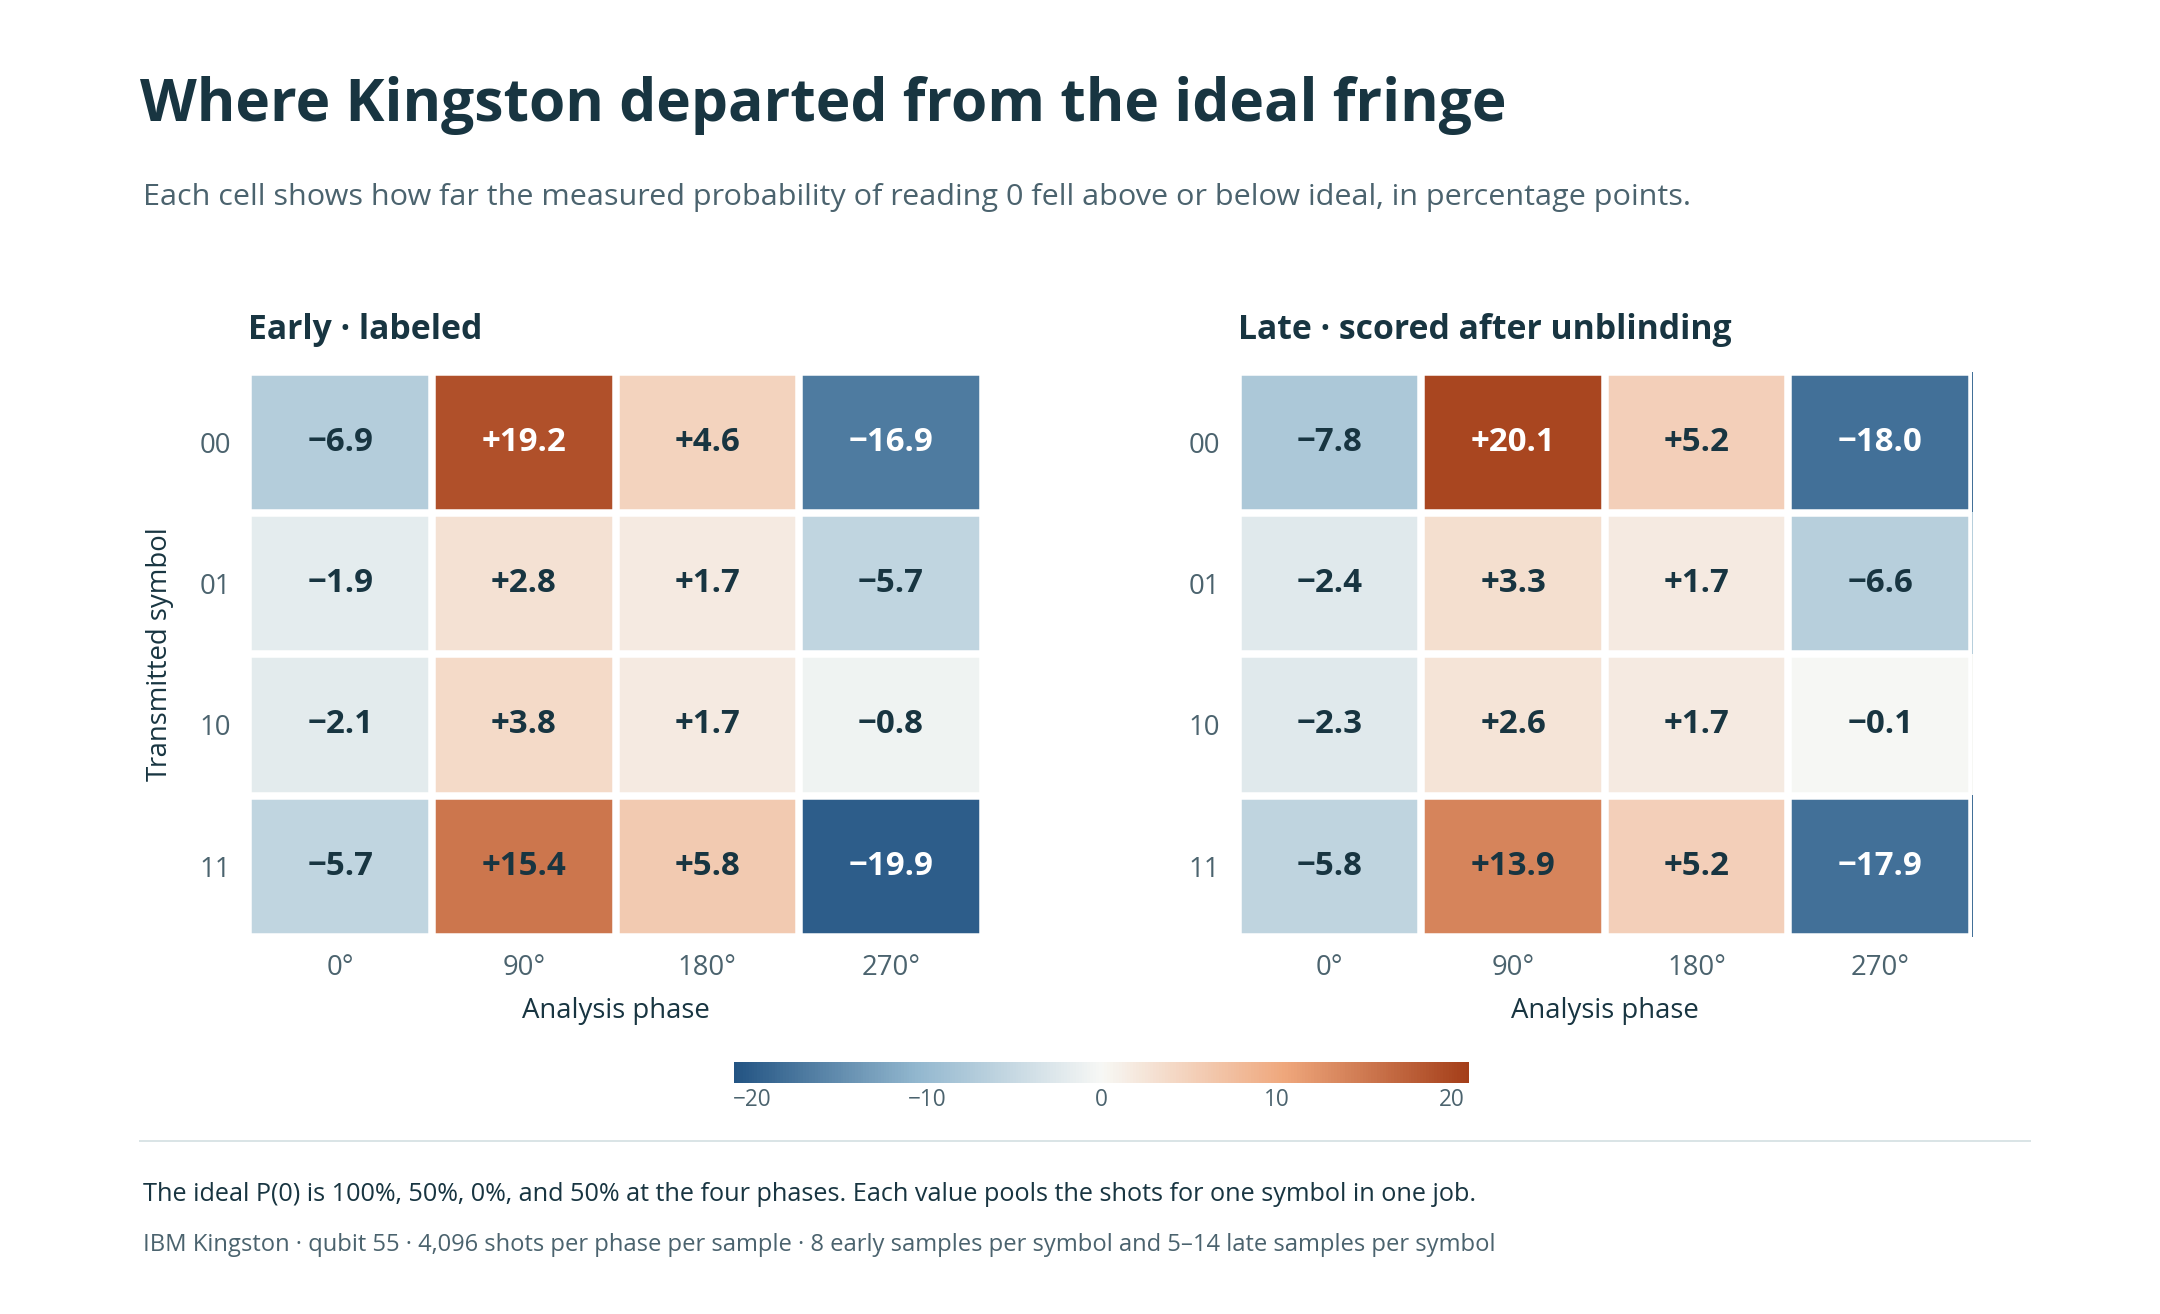 Where Kingston departed from the ideal fringe
Each cell shows how far the measured probability of reading 0 fell above or below ideal, in percentage points.
Early · labeled
Transmitted symbol
00 −6.9 +19.2 +4.6 −16.9
01 −1.9 +2.8 +1.7 −5.7
10 −2.1 +3.8 +1.7 −0.8
11 −5.7 +15.4 +5.8 −19.9
0° 90° 180° 270°
Analysis phase
Late · scored after unblinding
00 −7.8 +20.1 +5.2 −18.0
01 −2.4 +3.3 +1.7 −6.6
10 −2.3 +2.6 +1.7 −0.1
11 −5.8 +13.9 +5.2 −17.9
0° 90° 180° 270°
Analysis phase
−20 −10 0 10 20
The ideal P(0) is 100%, 50%, 0%, and 50% at the four phases. Each value pools the shots for one symbol in one job.
IBM Kingston · qubit 55 · 4,096 shots per phase per sample · 8 early samples per symbol and 5–14 late samples per symbol